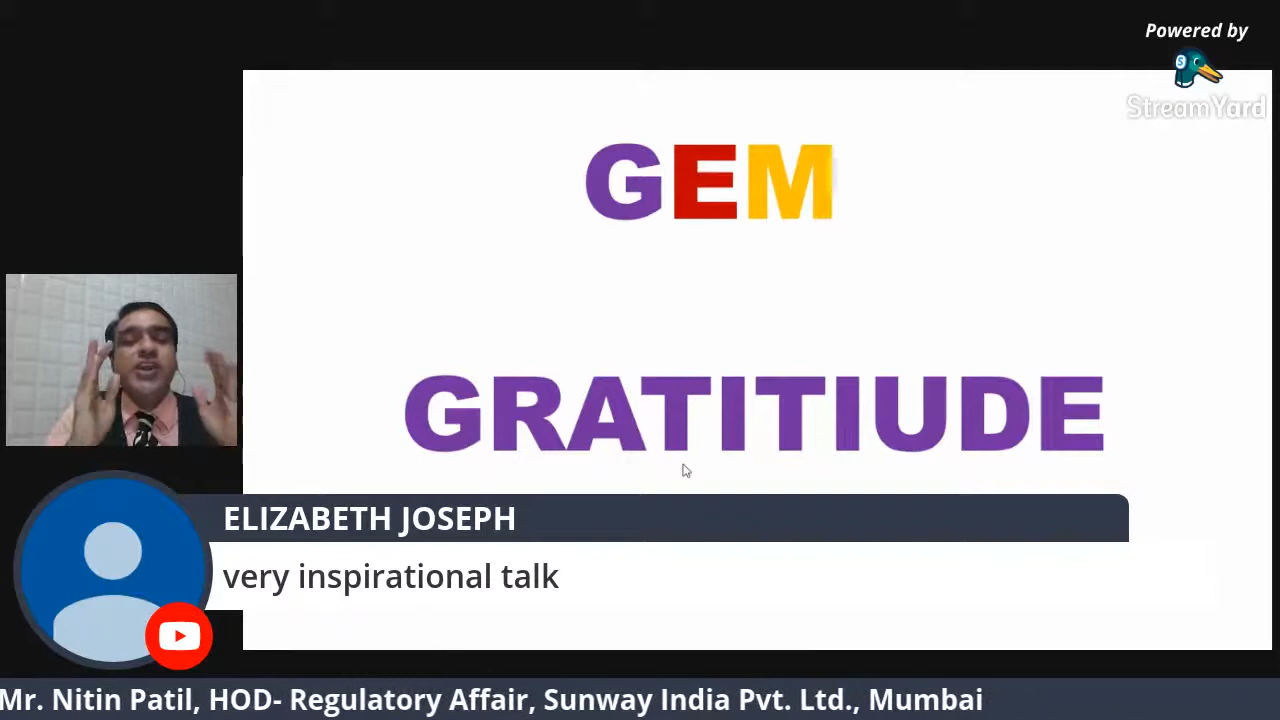 Powered by
StreamYard
GEM
GRATITIUDE
ELIZABETH JOSEPH
very inspirational talk
Mr. Nitin Patil, HOD- Regulatory Affair, Sunway India Pvt. Ltd., Mumbai